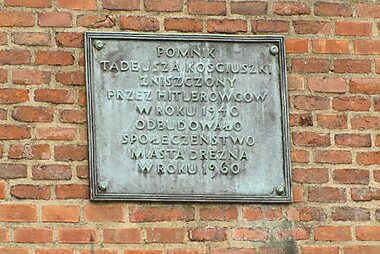 POMNIK
TADEUSZA KOŚCIUSZKI
ZNISZCZONY
PRZEZ HITLEROWCÓW
W ROKU 1940
ODBUDOWAŁO
SPOŁECZEŃSTWO
MIASTA DREZNA
W ROKU 1960